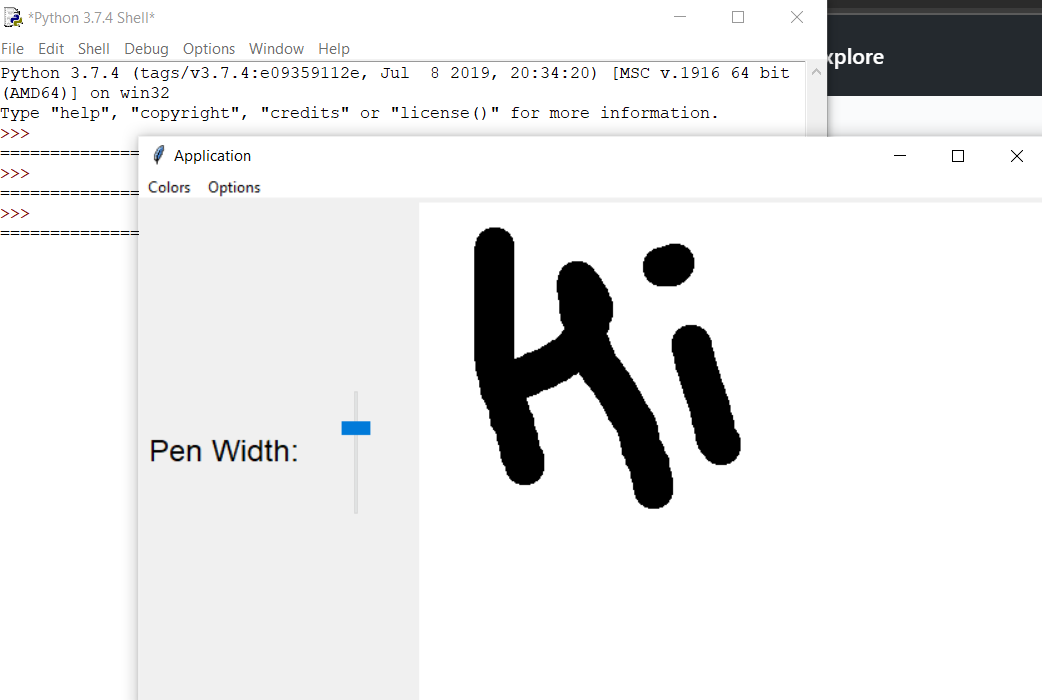 *Python 3.7.4 Shell*
File Edit Shell Debug Options Window Help
Python 3.7.4 (tags/v3.7.4:e09359112e, Jul  8 2019, 20:34:20) [MSC v.1916 64 bit
(AMD64)] on win32
Type "help", "copyright", "credits" or "license()" for more information.
>>>
==============
>>>
==============
>>>
==============
xplore
Application
Colors Options
Pen Width:
Hi